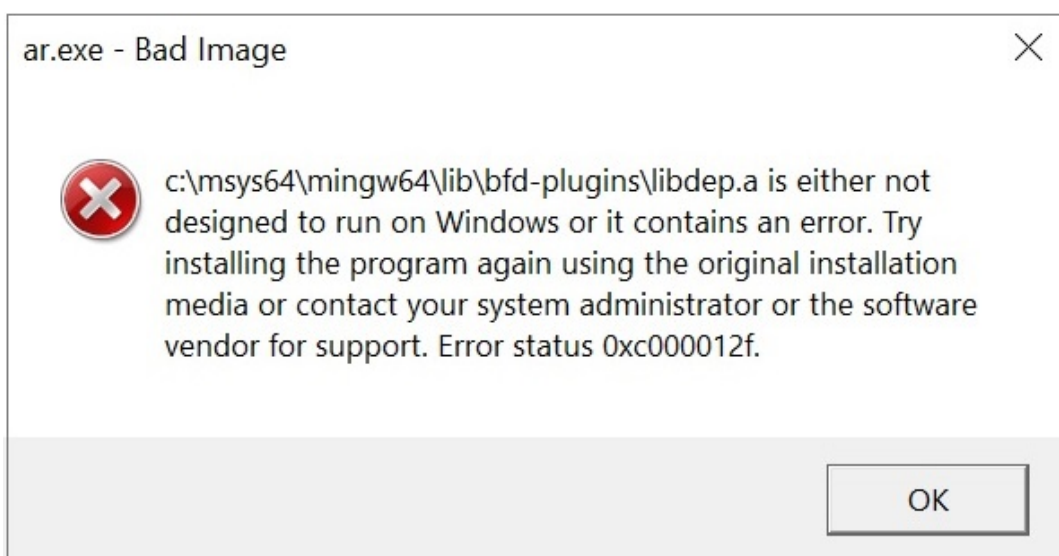 ar.exe - Bad Image
c:\msys64\mingw64\lib\bfd-plugins\libdep.a is either not
designed to run on Windows or it contains an error. Try
installing the program again using the original installation
media or contact your system administrator or the software
vendor for support. Error status 0xc000012f.
OK